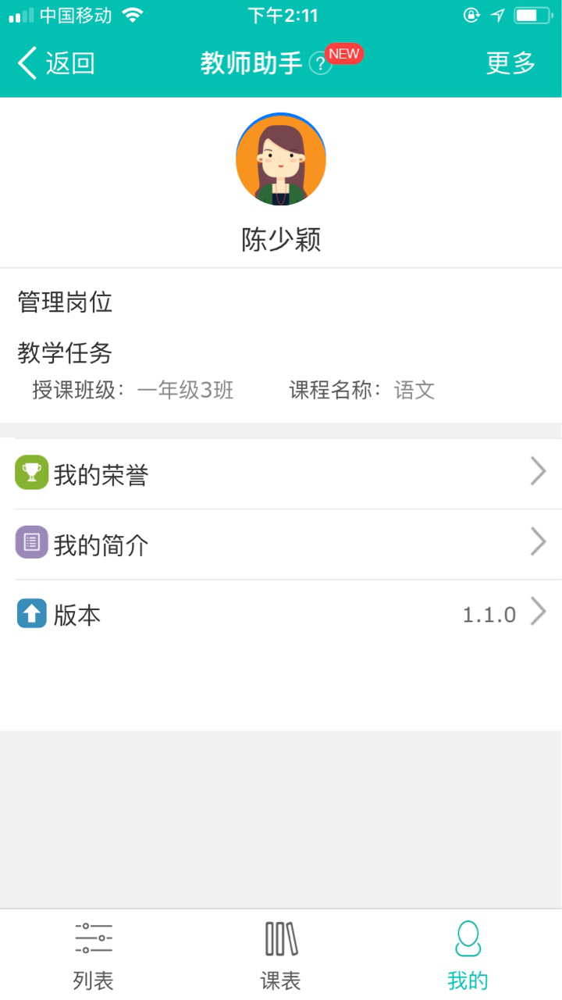 中国移动 下午2:11
返回 教师助手 ? NEW 更多
陈少颖
管理岗位
教学任务
授课班级：一年级3班 课程名称：语文
我的荣誉
我的简介
版本 1.1.0
列表 课表 我的